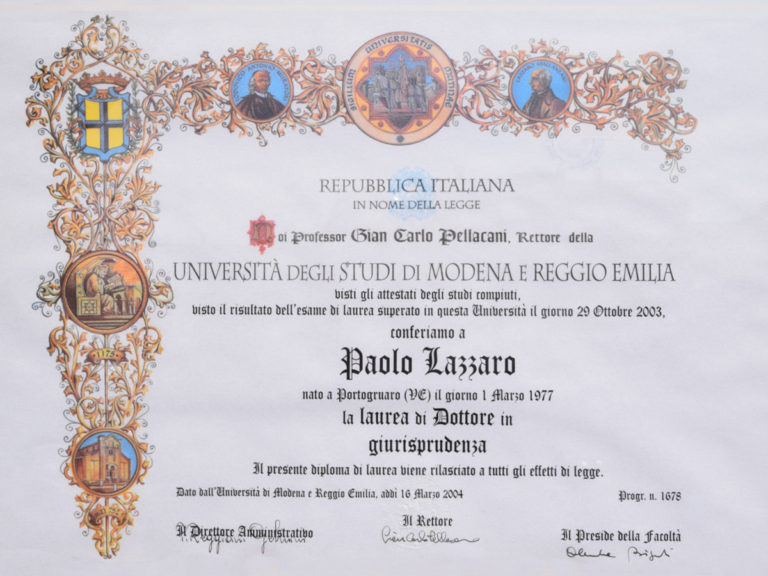 UNIVERSITATIS
REPUBBLICA ITALIANA
IN NOME DELLA LEGGE
Noi Professor Gian Carlo Pellacani, Rettore della
UNIVERSITÀ DEGLI STUDI DI MODENA E REGGIO EMILIA
visti gli attestati degli studi compiuti,
visto il risultato dell'esame di laurea superato in questa Università il giorno 29 Ottobre 2003,
conferiamo a
Paolo Lazzaro
nato a Portogruaro (VE) il giorno 1 Marzo 1977
la laurea di Dottore in
giurisprudenza
Il presente diploma di laurea viene rilasciato a tutti gli effetti di legge.
Dato dall'Università di Modena e Reggio Emilia, addì 16 Marzo 2004
Progr. n. 1678
Il Direttore Amministrativo
Il Rettore
Il Preside della Facoltà
1175